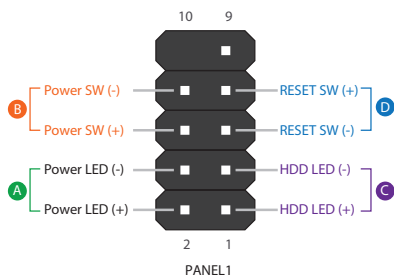 10 9
Power SW (-) RESET SW (+)
B D
Power SW (+) RESET SW (-)
Power LED (-) HDD LED (-)
A C
Power LED (+) HDD LED (+)
2 1
PANEL1